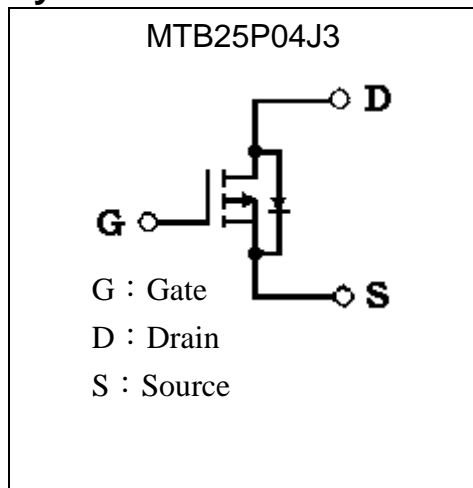 MTB25P04J3
D
G
G：Gate
S
D：Drain
S：Source